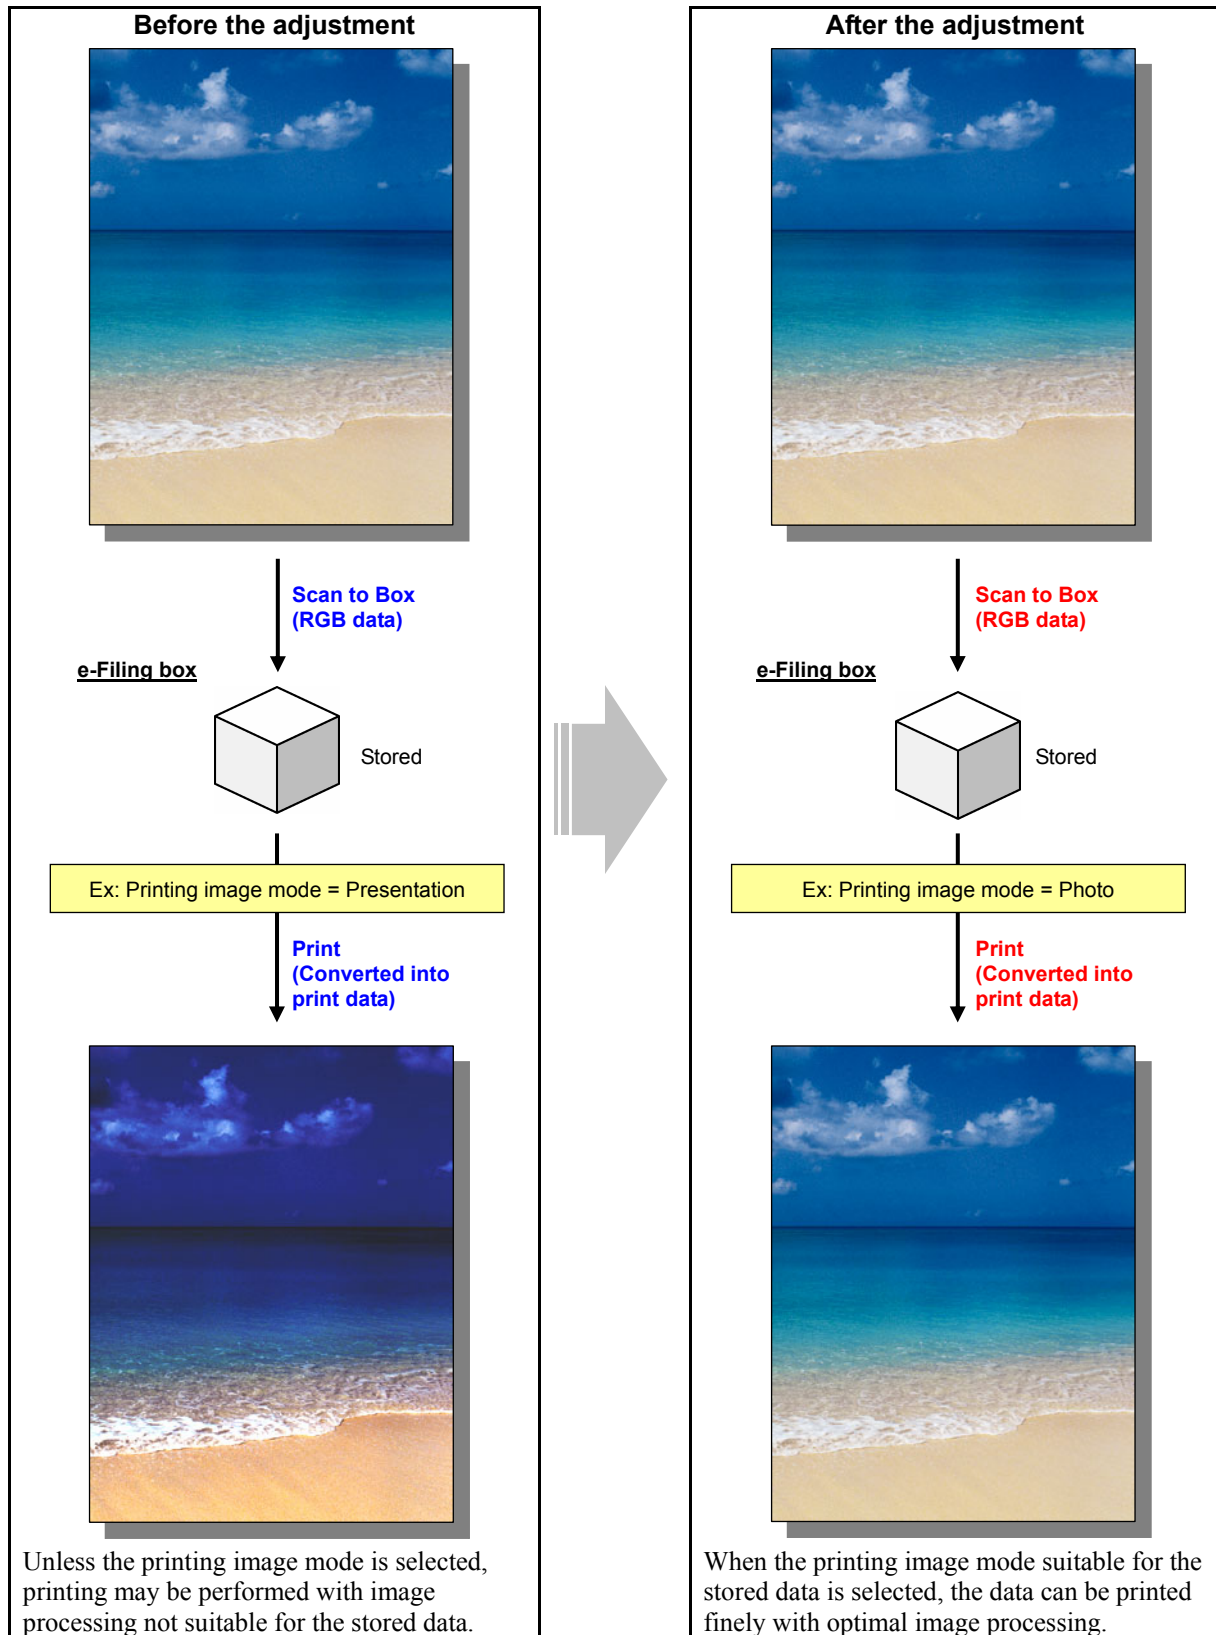 Before the adjustment
Scan to Box
(RGB data)
e-Filing box
Stored
Ex: Printing image mode = Presentation
Print
(Converted into
print data)
Unless the printing image mode is selected,
printing may be performed with image
processing not suitable for the stored data.
After the adjustment
Scan to Box
(RGB data)
e-Filing box
Stored
Ex: Printing image mode = Photo
Print
(Converted into
print data)
When the printing image mode suitable for the
stored data is selected, the data can be printed
finely with optimal image processing.